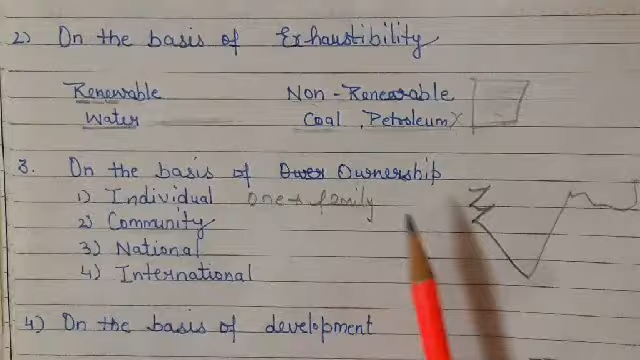 2) On the basis of Exhaustibility
Renewable Non-Renewable
Water Coal, Petroleum
3. On the basis of Ownership
1) Individual One → family
2) Community
3) National
4) International
4) On the basis of development